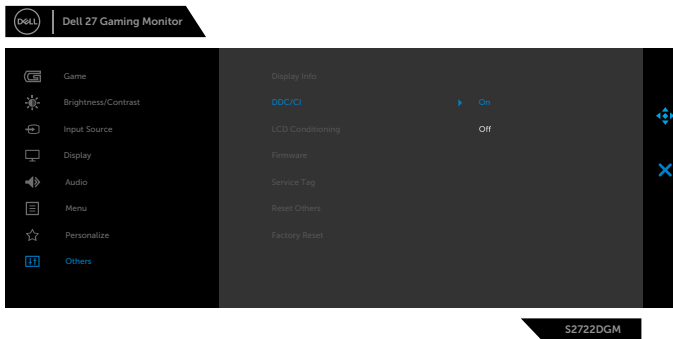 DELL
Dell 27 Gaming Monitor
Game
Display Info
Brightness/Contrast
DDC/CI
On
Input Source
LCD Conditioning
Off
Display
Firmware
Audio
Service Tag
Menu
Reset Others
Personalize
Factory Reset
Others
S2722DGM